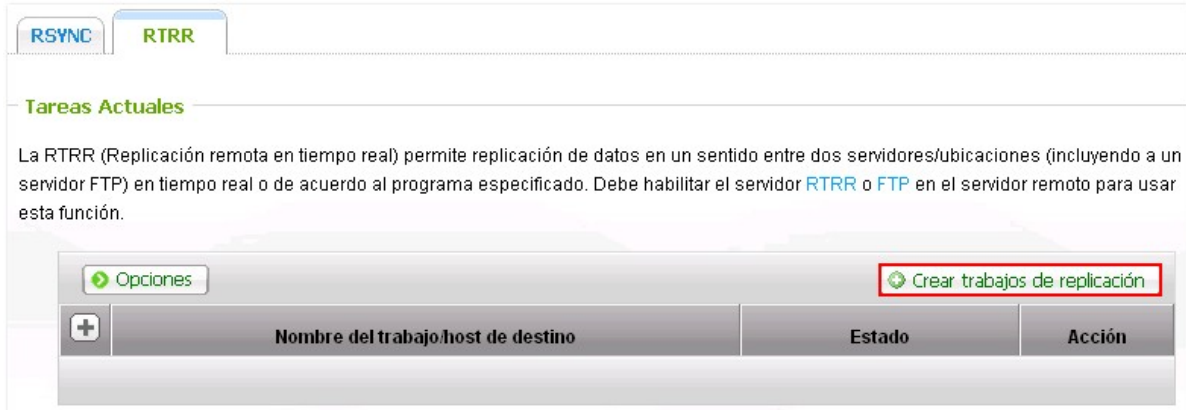 RSYNC RTRR
Tareas Actuales
La RTRR (Replicación remota en tiempo real) permite replicación de datos en un sentido entre dos servidores/ubicaciones (incluyendo a un
servidor FTP) en tiempo real o de acuerdo al programa especificado. Debe habilitar el servidor RTRR o FTP en el servidor remoto para usar
esta función.
Opciones Crear trabajos de replicación
Nombre del trabajo/host de destino Estado Acción